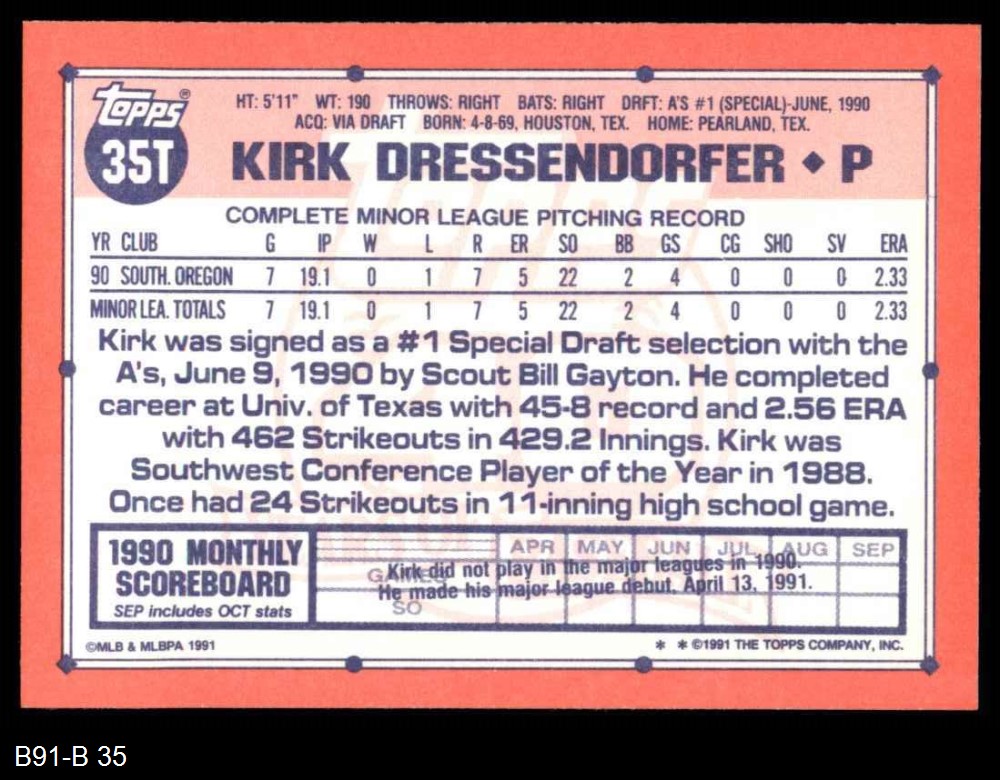 topps®
35T
HT: 5'11" WT: 190 THROWS: RIGHT BATS: RIGHT DRFT: A'S #1 (SPECIAL)-JUNE, 1990
ACQ: VIA DRAFT BORN: 4-8-69, HOUSTON, TEX. HOME: PEARLAND, TEX.
KIRK DRESSENDORFER ◆ P
COMPLETE MINOR LEAGUE PITCHING RECORD
YR CLUB G IP W L R ER SO BB GS CG SHO SV ERA
90 SOUTH. OREGON 7 19.1 0 1 7 5 22 2 4 0 0 0 2.33
MINOR LEA. TOTALS 7 19.1 0 1 7 5 22 2 4 0 0 0 2.33
Kirk was signed as a #1 Special Draft selection with the
A's, June 9, 1990 by Scout Bill Gayton. He completed
career at Univ. of Texas with 45-8 record and 2.56 ERA
with 462 Strikeouts in 429.2 Innings. Kirk was
Southwest Conference Player of the Year in 1988.
Once had 24 Strikeouts in 11-inning high school game.
1990 MONTHLY
SCOREBOARD
SEP includes OCT stats
APR MAY JUN JUL AUG SEP
GAMES
SO
Kirk did not play in the major leagues in 1990.
He made his major league debut, April 13, 1991.
©MLB & MLBPA 1991
* * ©1991 THE TOPPS COMPANY, INC.
B91-B 35